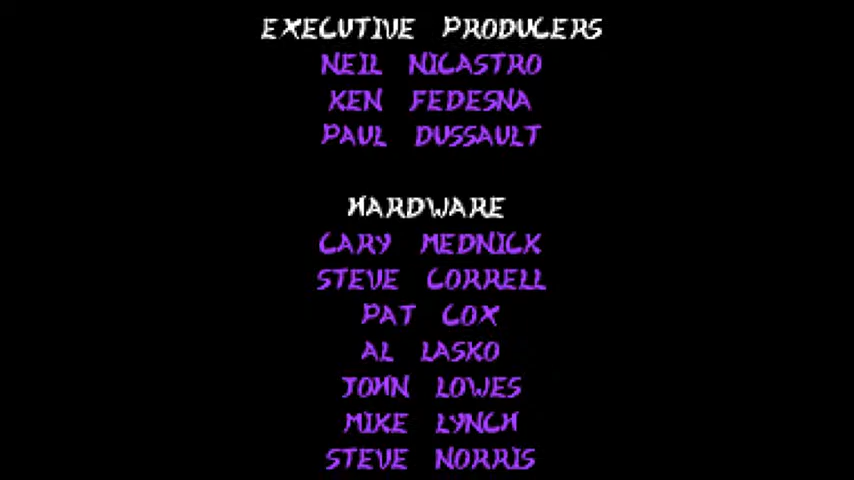 EXECUTIVE PRODUCERS
NEIL NICASTRO
KEN FEDESNA
PAUL DUSSAULT
HARDWARE
CARY MEDNICK
STEVE CORRELL
PAT COX
AL LASKO
JOHN LOWES
MIKE LYNCH
STEVE NORRIS